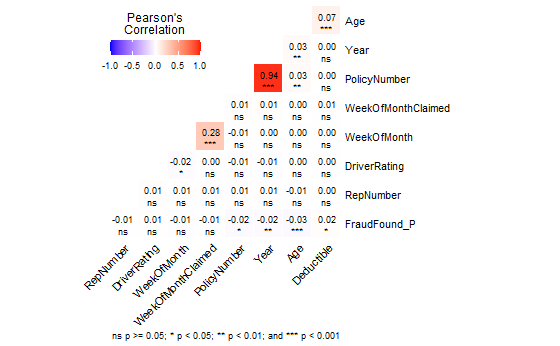 Pearson's
Correlation
-1.0 -0.5 0.0 0.5 1.0
0.07 Age
***
0.03 0.00 Year
** ns
0.94 0.03 0.00 PolicyNumber
*** ** ns
0.01 0.01 0.00 0.01 WeekOfMonthClaimed
ns ns ns ns
0.28 -0.01 0.00 0.00 0.00 WeekOfMonth
*** ns ns ns ns
-0.02 0.00 -0.01 -0.01 0.00 0.00 DriverRating
* ns ns ns ns ns
0.01 0.01 0.01 0.01 0.01 -0.01 0.00 RepNumber
ns ns ns ns ns ns ns
-0.01 0.01 -0.01 -0.01 -0.02 -0.02 -0.03 0.02 FraudFound_P
ns ns ns ns * ** *** *
RepNumber
DriverRating
WeekOfMonth
WeekOfMonthClaimed
PolicyNumber
Year
Age
Deductible
ns p >= 0.05; * p < 0.05; ** p < 0.01; and *** p < 0.001